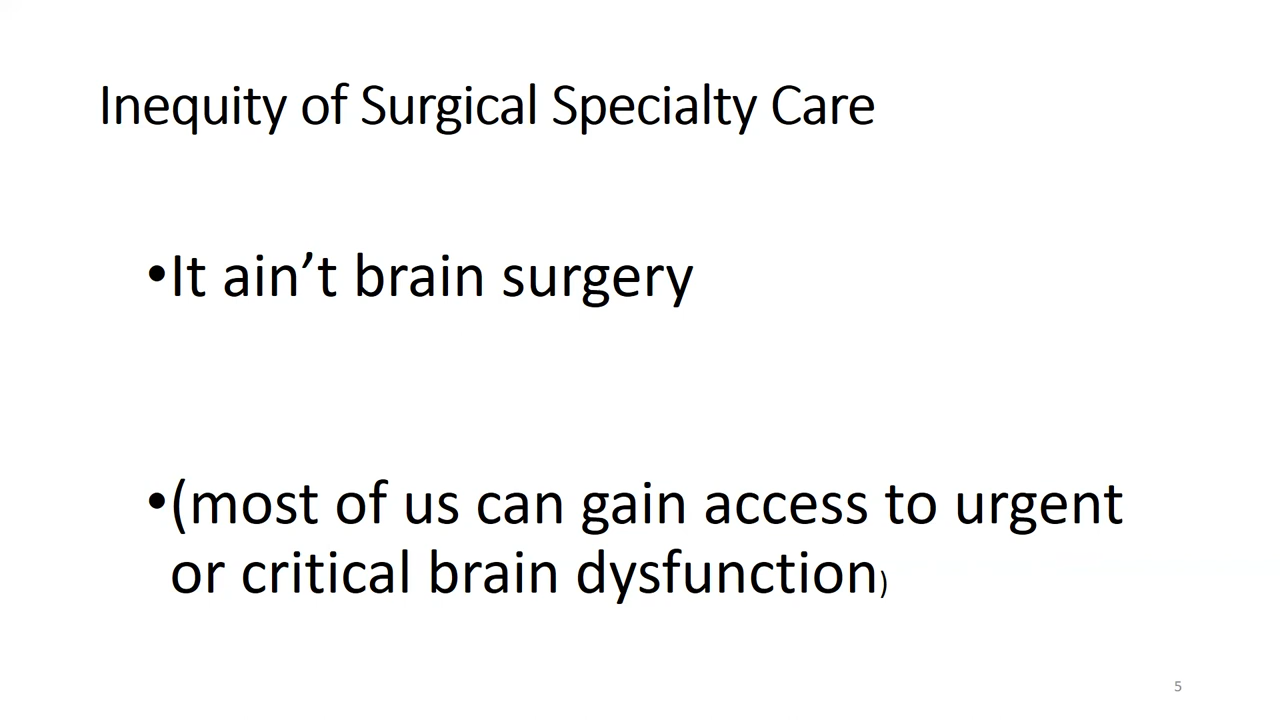 Inequity of Surgical Specialty Care
•It ain’t brain surgery
•(most of us can gain access to urgent
or critical brain dysfunction)
5